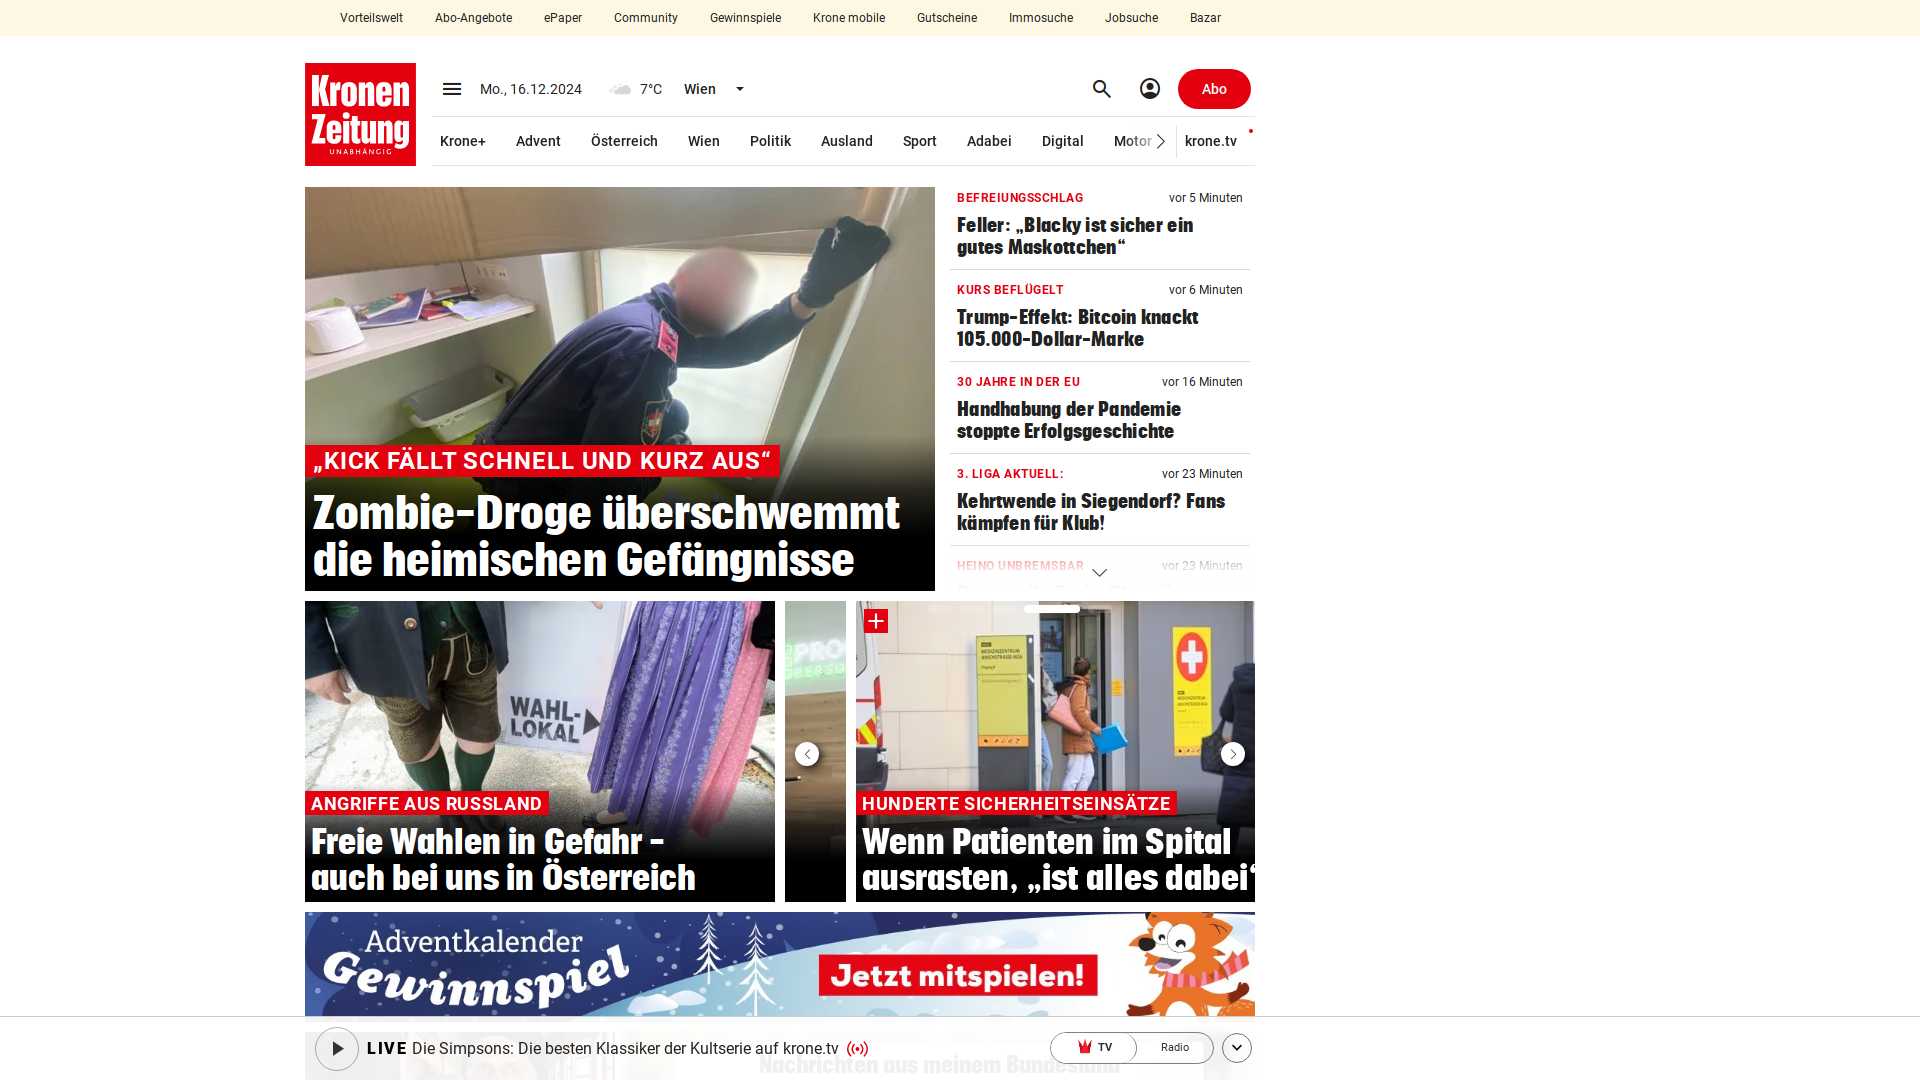 Vorteilswelt Abo-Angebote ePaper Community Gewinnspiele Krone mobile Gutscheine Immosuche Jobsuche Bazar
Kronen
Zeitung
UNABHÄNGIG
Mo., 16.12.2024 7°C Wien Abo
Krone+ Advent Österreich Wien Politik Ausland Sport Adabei Digital Motor krone.tv
„KICK FÄLLT SCHNELL UND KURZ AUS“
Zombie-Droge überschwemmt
die heimischen Gefängnisse
BEFREIUNGSSCHLAG vor 5 Minuten
Feller: „Blacky ist sicher ein
gutes Maskottchen“
KURS BEFLÜGELT vor 6 Minuten
Trump-Effekt: Bitcoin knackt
105.000-Dollar-Marke
30 JAHRE IN DER EU vor 16 Minuten
Handhabung der Pandemie
stoppte Erfolgsgeschichte
3. LIGA AKTUELL: vor 23 Minuten
Kehrtwende in Siegendorf? Fans
kämpfen für Klub!
HEINO UNBREMSBAR vor 23 Minuten
WAHL-
LOKAL
ANGRIFFE AUS RUSSLAND
Freie Wahlen in Gefahr –
auch bei uns in Österreich
HUNDERTE SICHERHEITSEINSÄTZE
Wenn Patienten im Spital
ausrasten, „ist alles dabei“
Adventkalender
Gewinnspiel
Jetzt mitspielen!
LIVE Die Simpsons: Die besten Klassiker der Kultserie auf krone.tv TV Radio
Nachrichten aus meinem Bundesland